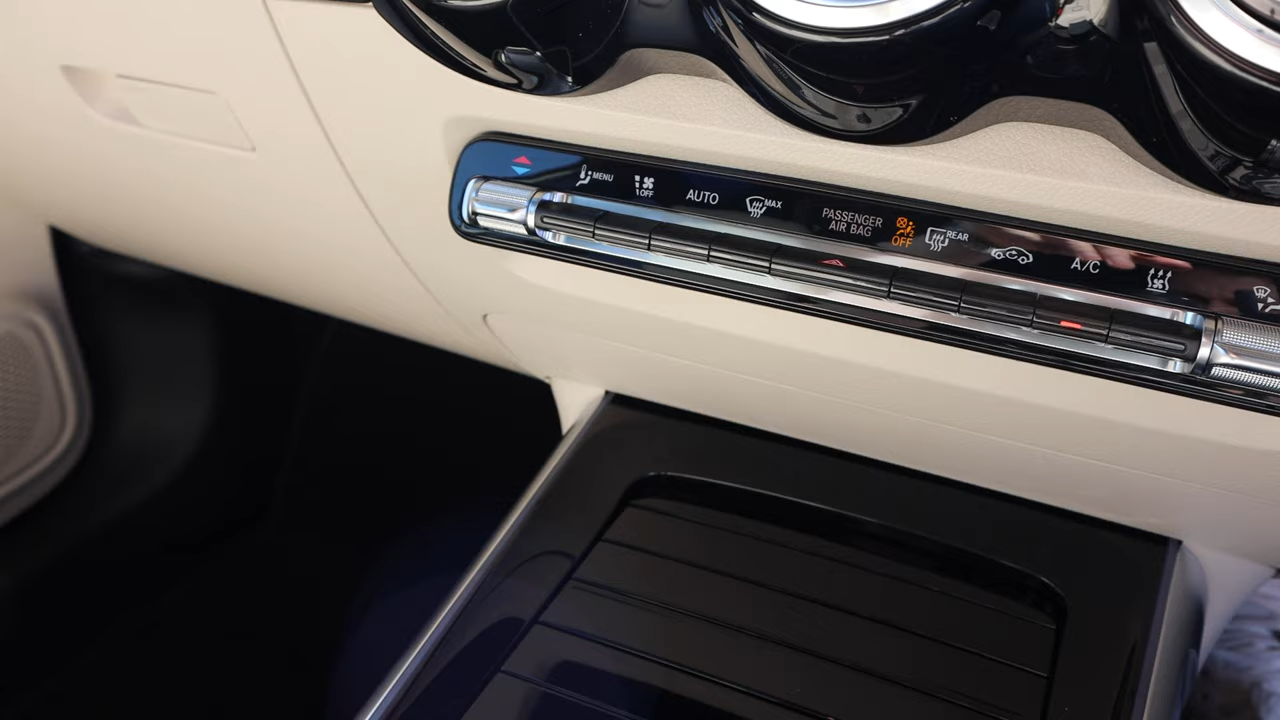 MENU
OFF
AUTO
MAX
PASSENGER
AIR BAG
OFF
REAR
A/C